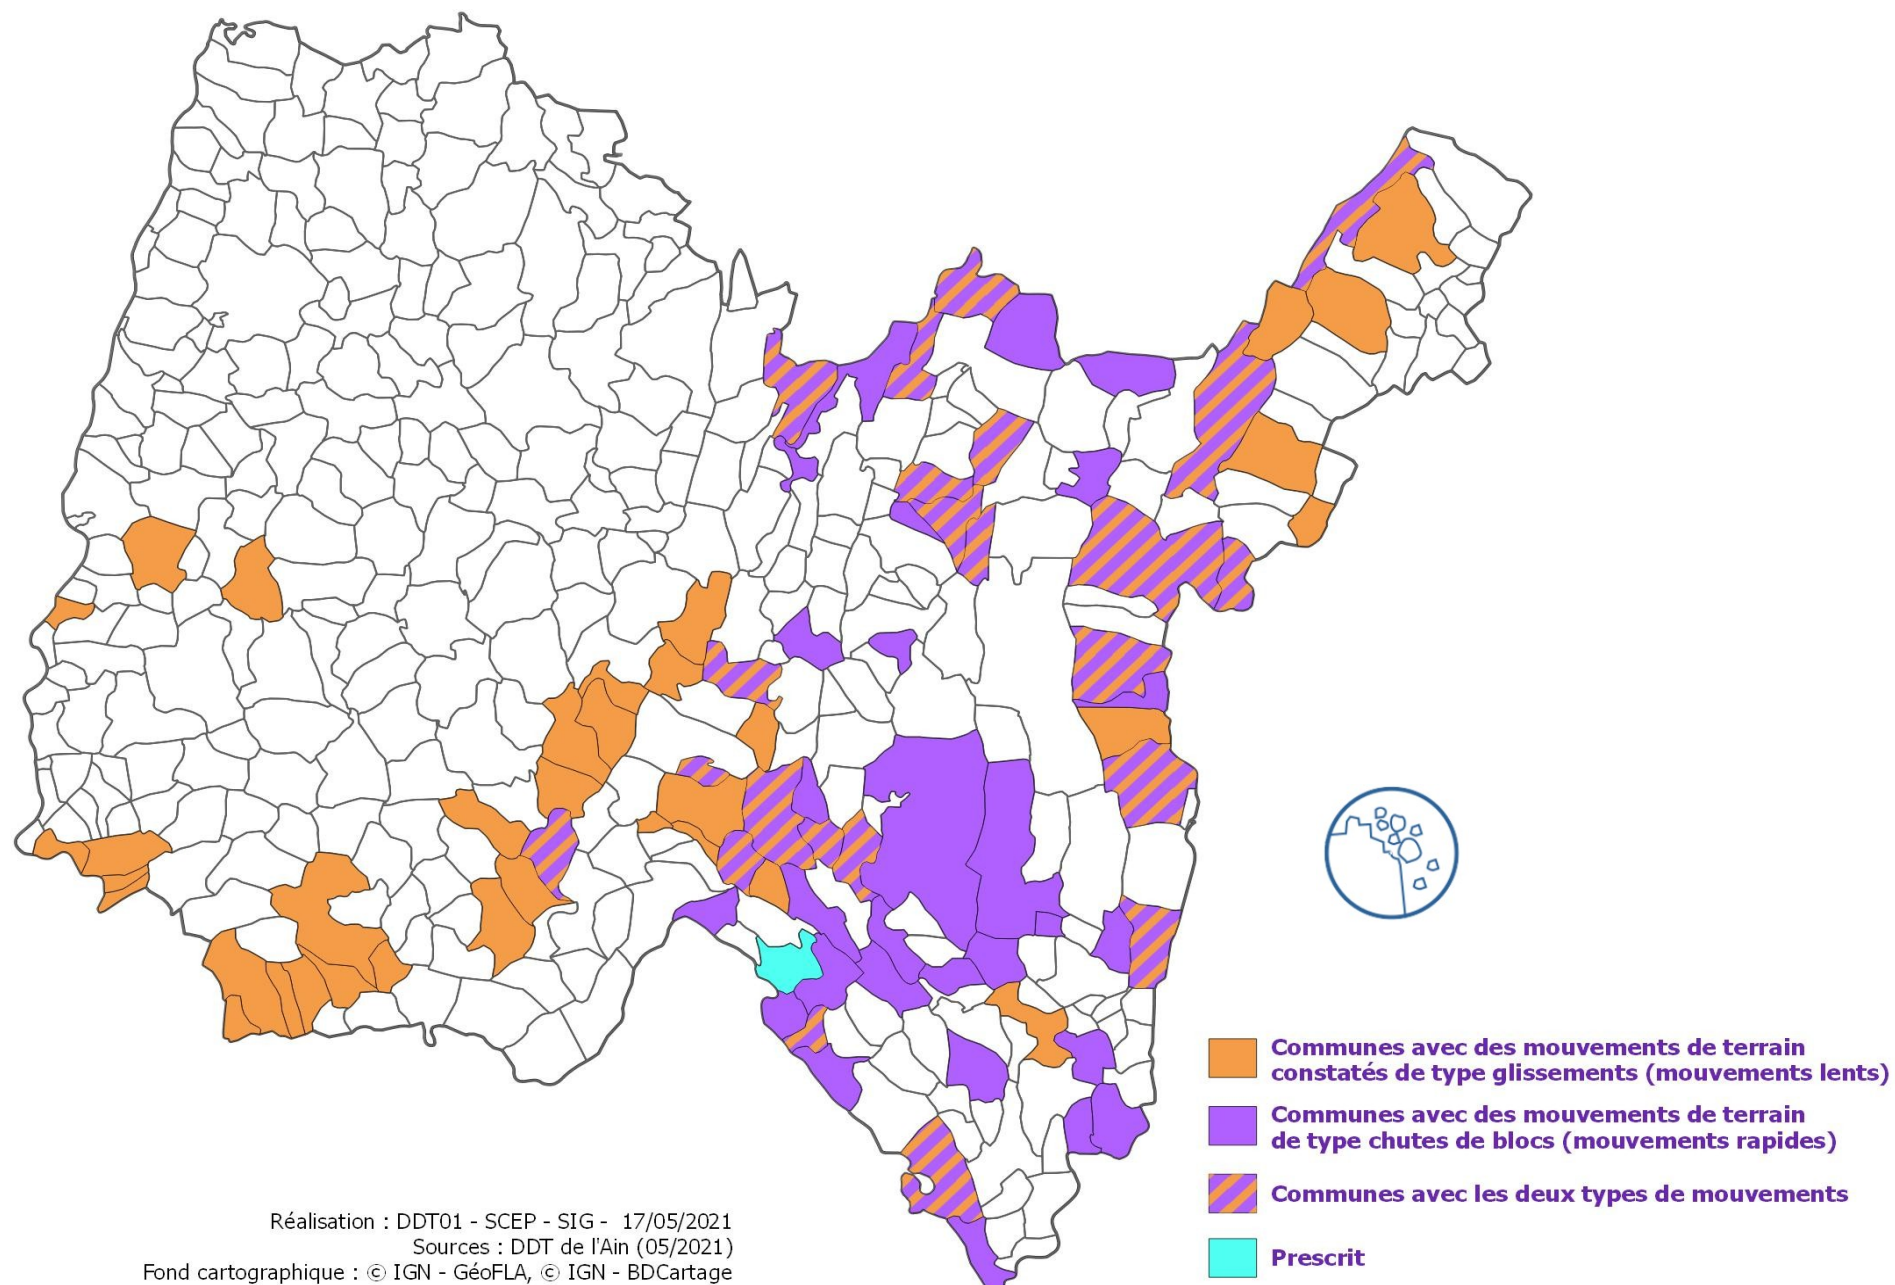 Communes avec des mouvements de terrain
constatés de type glissements (mouvements lents)
Communes avec des mouvements de terrain
de type chutes de blocs (mouvements rapides)
Communes avec les deux types de mouvements
Prescrit
Réalisation : DDT01 - SCEP - SIG - 17/05/2021
Sources : DDT de l'Ain (05/2021)
Fond cartographique : © IGN - GéoFLA, © IGN - BDCartage